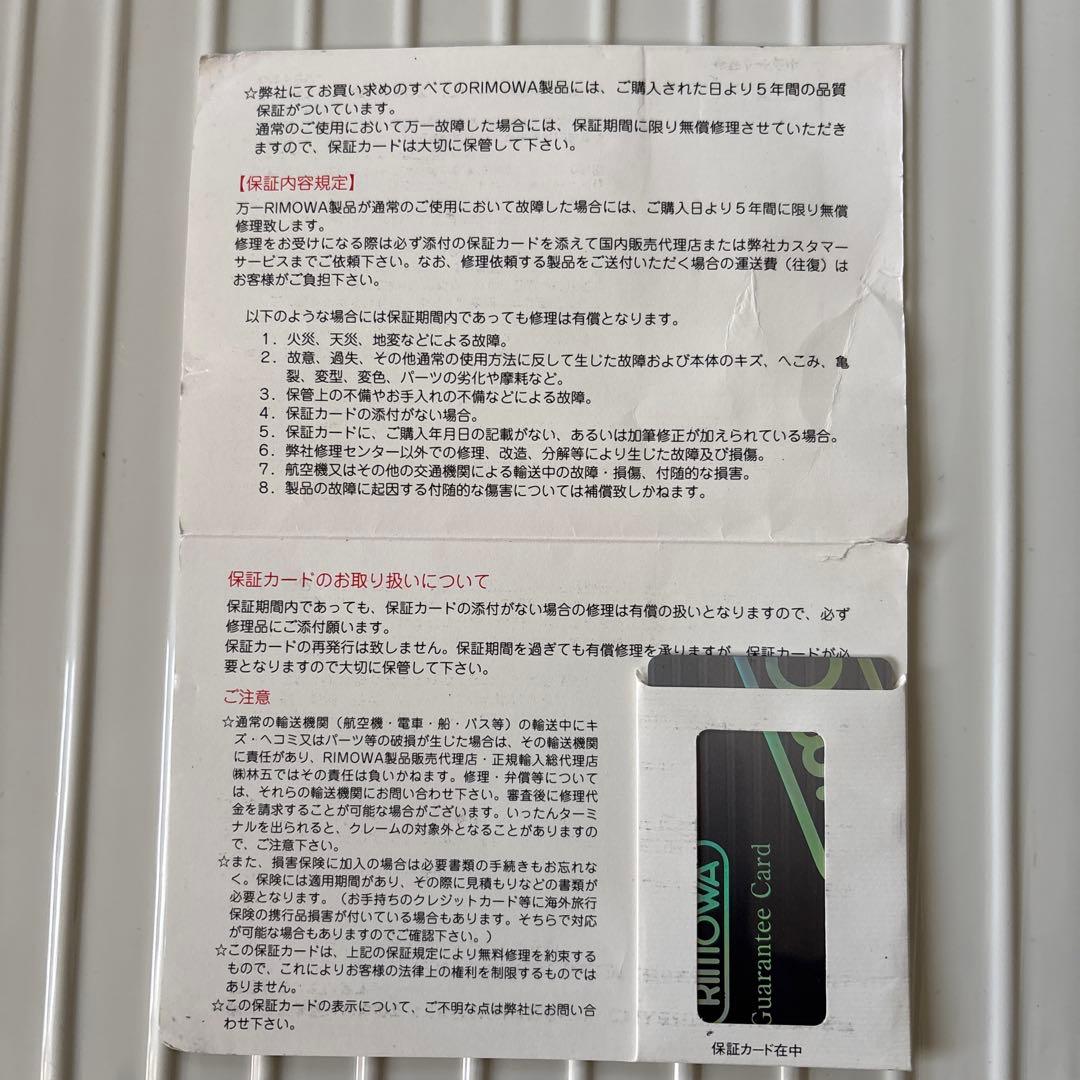 ☆弊社にてお買い求めのすべてのRIMOWA製品には、ご購入された日より５年間の品質
保証がついています。
通常のご使用において万一故障した場合には、保証期間に限り無償修理させていただき
ますので、保証カードは大切に保管して下さい。
【保証内容規定】
万一RIMOWA製品が通常のご使用において故障した場合には、ご購入日より５年間に限り無償
修理致します。
修理をお受けになる際は必ず添付の保証カードを添えて国内販売代理店または弊社カスタマー
サービスまでご依頼下さい。なお、修理依頼する製品をご送付いただく場合の運送費（往復）は
お客様がご負担下さい。
以下のような場合には保証期間内であっても修理は有償となります。
１．火災、天災、地変などによる故障。
２．故意、過失、その他通常の使用方法に反して生じた故障および本体のキズ、へこみ、亀
裂、変型、変色、パーツの劣化や摩耗など。
３．保管上の不備やお手入れの不備などによる故障。
４．保証カードの添付がない場合。
５．保証カードに、ご購入年月日の記載がない、あるいは加筆修正が加えられている場合。
６．弊社修理センター以外での修理、改造、分解等により生じた故障及び損傷。
７．航空機又はその他の交通機関による輸送中の故障・損傷、付随的な損害。
８．製品の故障に起因する付随的な傷害については補償致しかねます。
保証カードのお取り扱いについて
保証期間内であっても、保証カードの添付がない場合の修理は有償の扱いとなりますので、必ず
修理品にご添付願います。
保証カードの再発行は致しません。保証期間を過ぎても有償修理を承りますが、保証カードが必
要となりますので大切に保管して下さい。
ご注意
☆通常の輸送機関（航空機・電車・船・バス等）の輸送中にキ
ズ・ヘコミ又はパーツ等の破損が生じた場合は、その輸送機関
に責任があり、RIMOWA製品販売代理店・正規輸入総代理店
㈱林五ではその責任は負いかねます。修理・弁償等について
は、それらの輸送機関にお問い合わせ下さい。審査後に修理代
金を請求することが可能な場合がございます。いったんターミ
ナルを出られると、クレームの対象外となることがありますの
で、ご注意下さい。
☆また、損害保険に加入の場合は必要書類の手続きもお忘れな
く。保険には適用期間があり、その際に見積もりなどの書類が
必要となります。（お手持ちのクレジットカード等に海外旅行
保険の携行品損害が付いている場合もあります。そちらで対応
が可能な場合もありますのでご確認下さい。）
☆この保証カードは、上記の保証規定により無料修理を約束する
もので、これによりお客様の法律上の権利を制限するものでは
ありません。
☆この保証カードの表示について、ご不明な点は弊社にお問い合
わせ下さい。
RIMOWA
Guarantee Card
保証カード在中